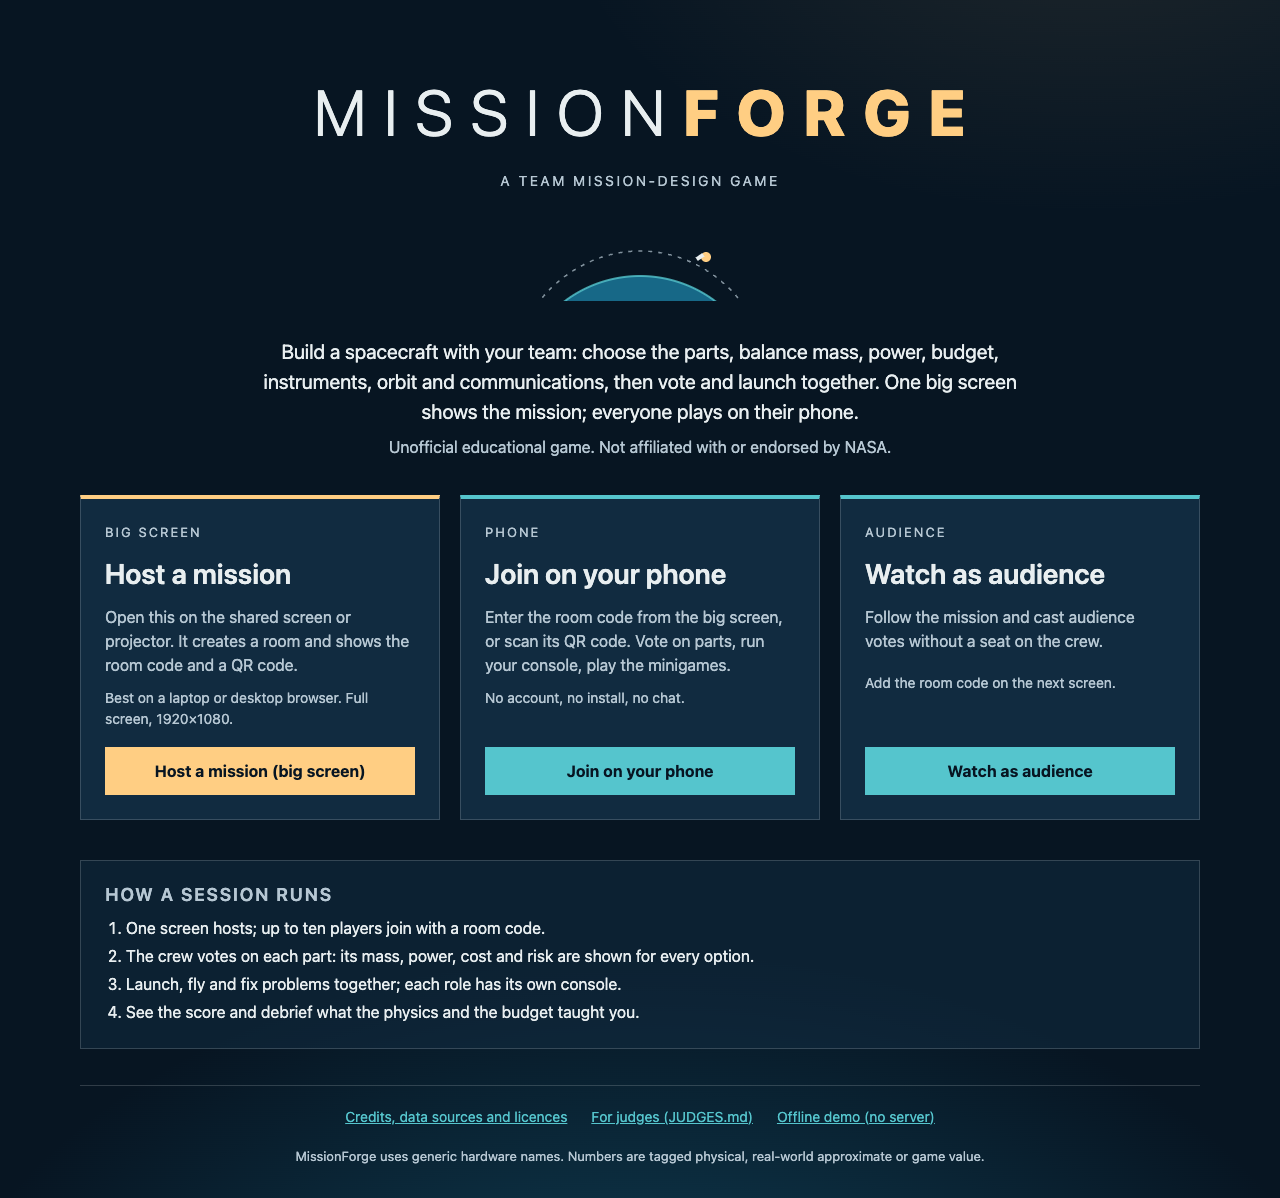 MISSIONFORGE
A TEAM MISSION-DESIGN GAME
Build a spacecraft with your team: choose the parts, balance mass, power, budget,
instruments, orbit and communications, then vote and launch together. One big screen
shows the mission; everyone plays on their phone.
Unofficial educational game. Not affiliated with or endorsed by NASA.
BIG SCREEN
Host a mission
Open this on the shared screen or
projector. It creates a room and shows the
room code and a QR code.
Best on a laptop or desktop browser. Full
screen, 1920×1080.
Host a mission (big screen)
PHONE
Join on your phone
Enter the room code from the big screen,
or scan its QR code. Vote on parts, run
your console, play the minigames.
No account, no install, no chat.
Join on your phone
AUDIENCE
Watch as audience
Follow the mission and cast audience
votes without a seat on the crew.
Add the room code on the next screen.
Watch as audience
HOW A SESSION RUNS
1. One screen hosts; up to ten players join with a room code.
2. The crew votes on each part: its mass, power, cost and risk are shown for every option.
3. Launch, fly and fix problems together; each role has its own console.
4. See the score and debrief what the physics and the budget taught you.
Credits, data sources and licences For judges (JUDGES.md) Offline demo (no server)
MissionForge uses generic hardware names. Numbers are tagged physical, real-world approximate or game value.